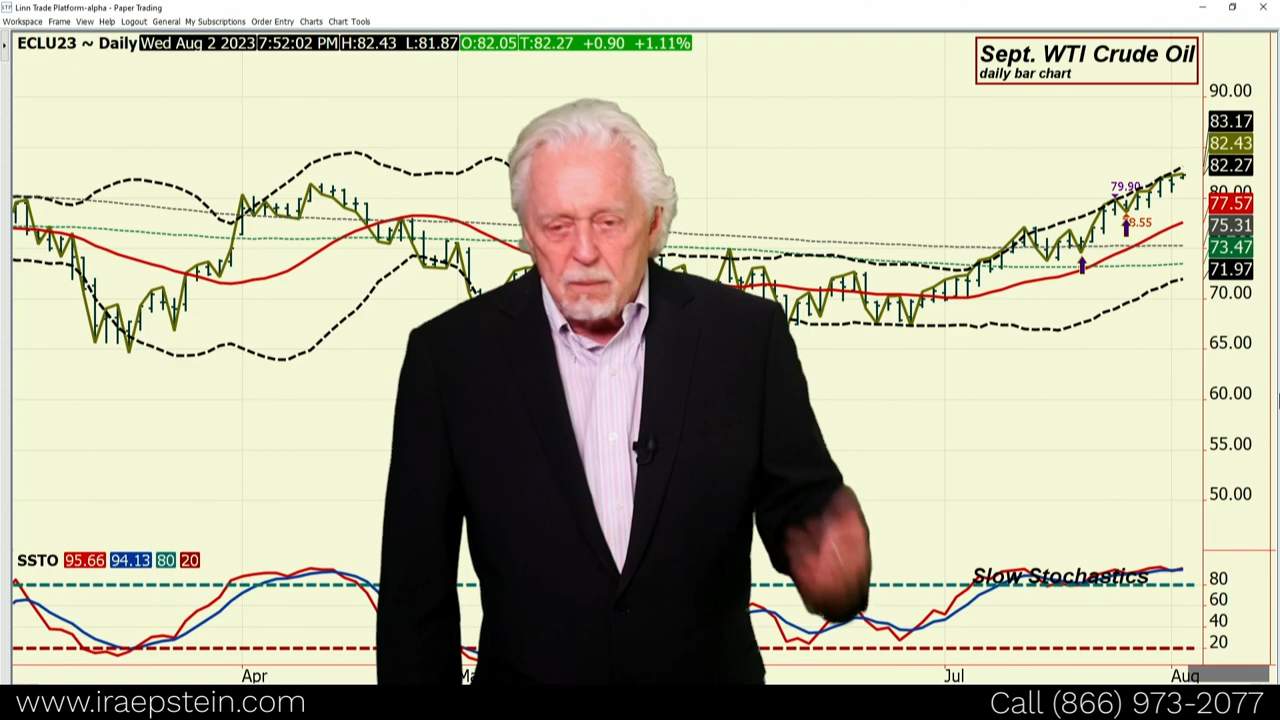 Linn Trade Platform-alpha - Paper Trading
Workspace Frame View Help Logout General My Subscriptions Order Entry Charts Chart Tools
ECLU23 ~ Daily Wed Aug 2 2023 7:52:02 PM H:82.43 L:81.87 O:82.05 T:82.27 +0.90 +1.11%
Sept. WTI Crude Oil
daily bar chart
90.00
83.17
82.43
82.27
80.00
77.57
75.31
73.47
71.97
70.00
65.00
60.00
55.00
50.00
79.90
8.55
SSTO 95.66 94.13 80 20
Slow Stochastics
80
60
40
20
Apr
Jul
Aug
www.iraepstein.com
Call (866) 973-2077